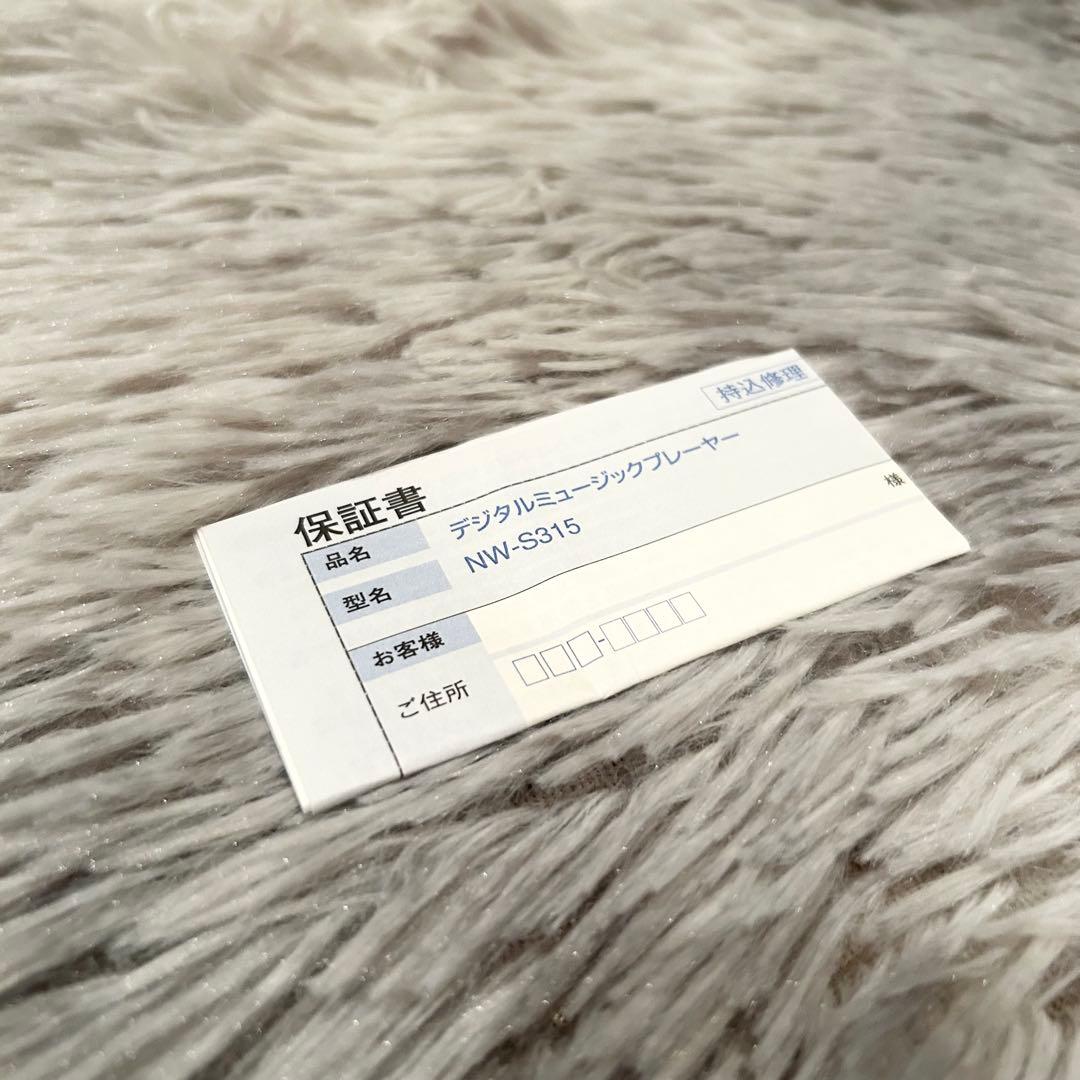 持込修理
保証書
品名 デジタルミュージックプレーヤー
型名 NW-S315
お客様 様
ご住所